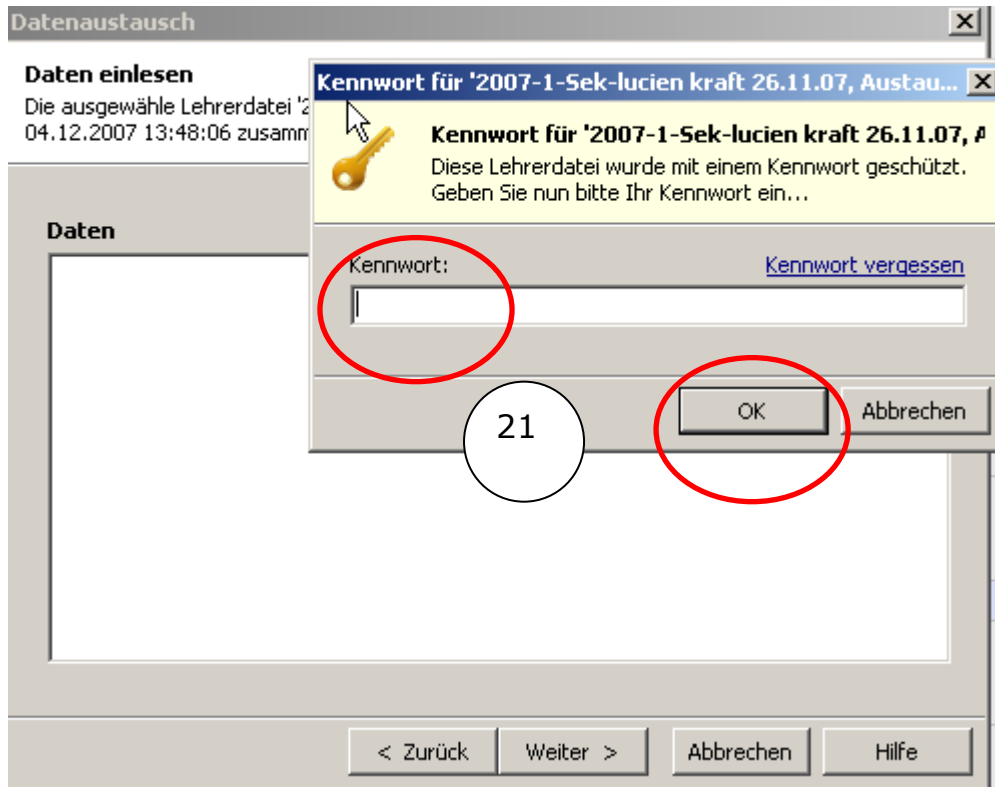 Datenaustausch
Daten einlesen
Die ausgewähle Lehrerdatei '2
04.12.2007 13:48:06 zusamm
Daten
Kennwort für '2007-1-Sek-lucien kraft 26.11.07, Austau...
Kennwort für '2007-1-Sek-lucien kraft 26.11.07, A
Diese Lehrerdatei wurde mit einem Kennwort geschützt.
Geben Sie nun bitte Ihr Kennwort ein...
Kennwort:
Kennwort vergessen
OK
Abbrechen
21
< Zurück
Weiter >
Abbrechen
Hilfe